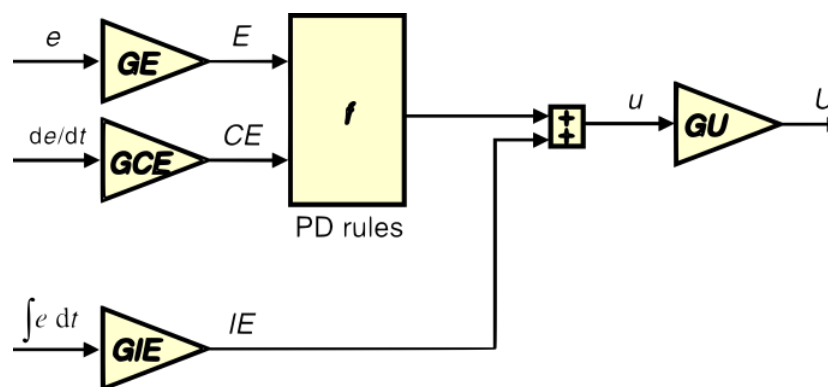 e
GE
E
f
de/dt
GCE
CE
PD rules
+
+
u
GU
U
∫e dt
GIE
IE